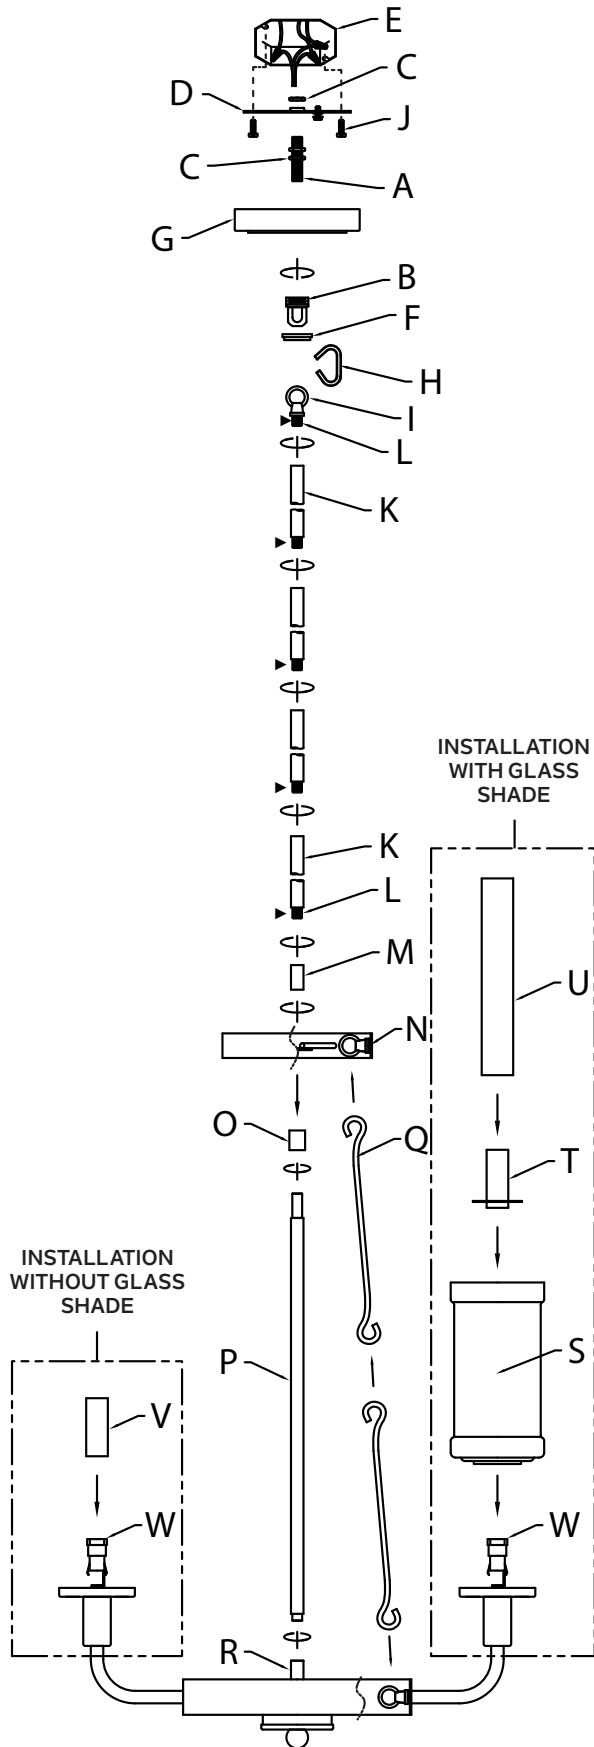 E
C
D
J
C
A
G
B
F
H
I
L
K
INSTALLATION
WITH GLASS
SHADE
K
L
M
U
N
O
Q
T
INSTALLATION
WITHOUT GLASS
SHADE
P
S
V
W
W
R